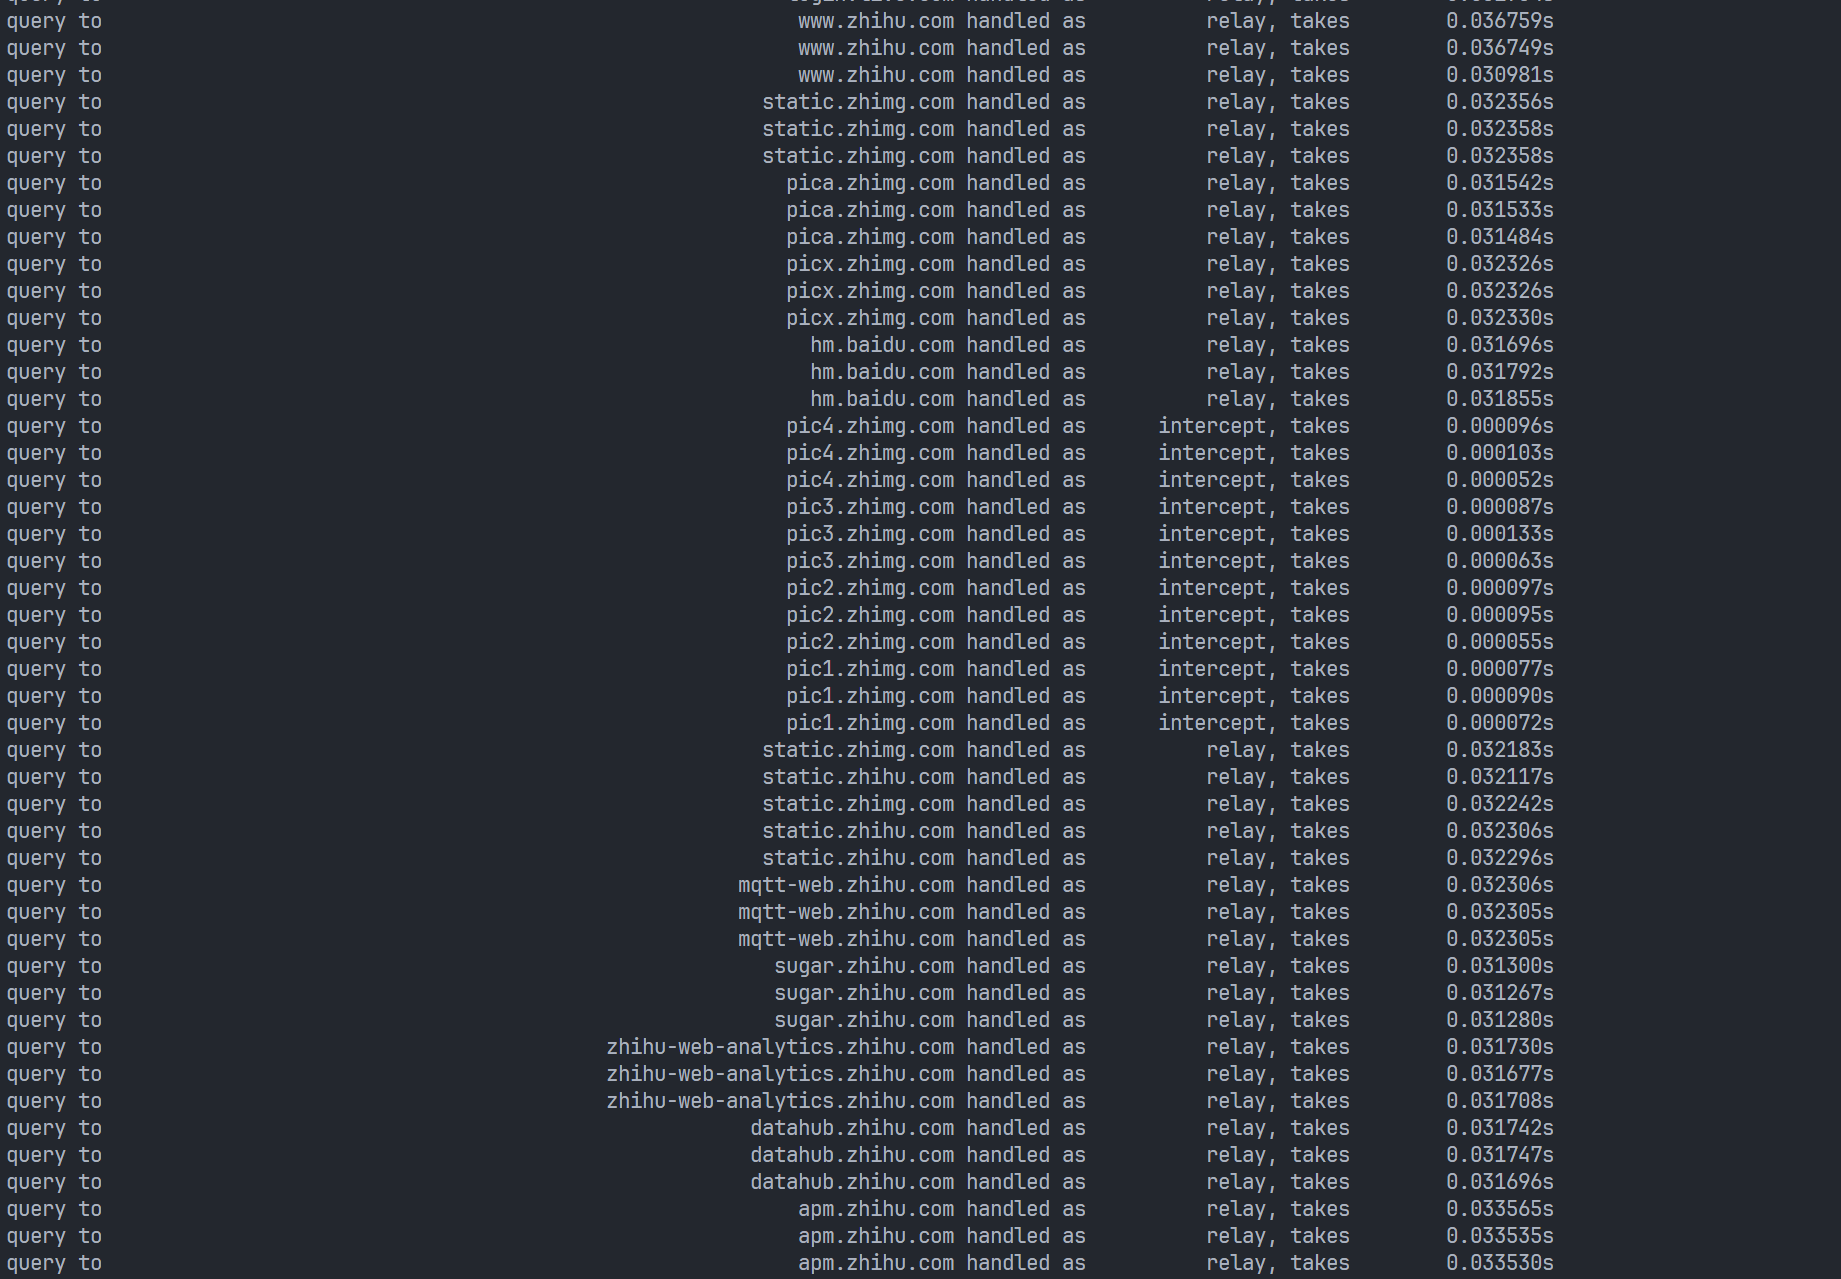 query to www.zhihu.com handled as relay, takes 0.036759s
query to www.zhihu.com handled as relay, takes 0.036749s
query to www.zhihu.com handled as relay, takes 0.030981s
query to static.zhimg.com handled as relay, takes 0.032356s
query to static.zhimg.com handled as relay, takes 0.032358s
query to static.zhimg.com handled as relay, takes 0.032358s
query to pica.zhimg.com handled as relay, takes 0.031542s
query to pica.zhimg.com handled as relay, takes 0.031533s
query to pica.zhimg.com handled as relay, takes 0.031484s
query to picx.zhimg.com handled as relay, takes 0.032326s
query to picx.zhimg.com handled as relay, takes 0.032326s
query to picx.zhimg.com handled as relay, takes 0.032330s
query to hm.baidu.com handled as relay, takes 0.031696s
query to hm.baidu.com handled as relay, takes 0.031792s
query to hm.baidu.com handled as relay, takes 0.031855s
query to pic4.zhimg.com handled as intercept, takes 0.000096s
query to pic4.zhimg.com handled as intercept, takes 0.000103s
query to pic4.zhimg.com handled as intercept, takes 0.000052s
query to pic3.zhimg.com handled as intercept, takes 0.000087s
query to pic3.zhimg.com handled as intercept, takes 0.000133s
query to pic3.zhimg.com handled as intercept, takes 0.000063s
query to pic2.zhimg.com handled as intercept, takes 0.000097s
query to pic2.zhimg.com handled as intercept, takes 0.000095s
query to pic2.zhimg.com handled as intercept, takes 0.000055s
query to pic1.zhimg.com handled as intercept, takes 0.000077s
query to pic1.zhimg.com handled as intercept, takes 0.000090s
query to pic1.zhimg.com handled as intercept, takes 0.000072s
query to static.zhimg.com handled as relay, takes 0.032183s
query to static.zhihu.com handled as relay, takes 0.032117s
query to static.zhimg.com handled as relay, takes 0.032242s
query to static.zhihu.com handled as relay, takes 0.032306s
query to static.zhihu.com handled as relay, takes 0.032296s
query to mqtt-web.zhihu.com handled as relay, takes 0.032306s
query to mqtt-web.zhihu.com handled as relay, takes 0.032305s
query to mqtt-web.zhihu.com handled as relay, takes 0.032305s
query to sugar.zhihu.com handled as relay, takes 0.031300s
query to sugar.zhihu.com handled as relay, takes 0.031267s
query to sugar.zhihu.com handled as relay, takes 0.031280s
query to zhihu-web-analytics.zhihu.com handled as relay, takes 0.031730s
query to zhihu-web-analytics.zhihu.com handled as relay, takes 0.031677s
query to zhihu-web-analytics.zhihu.com handled as relay, takes 0.031708s
query to datahub.zhihu.com handled as relay, takes 0.031742s
query to datahub.zhihu.com handled as relay, takes 0.031747s
query to datahub.zhihu.com handled as relay, takes 0.031696s
query to apm.zhihu.com handled as relay, takes 0.033565s
query to apm.zhihu.com handled as relay, takes 0.033535s
query to apm.zhihu.com handled as relay, takes 0.033530s